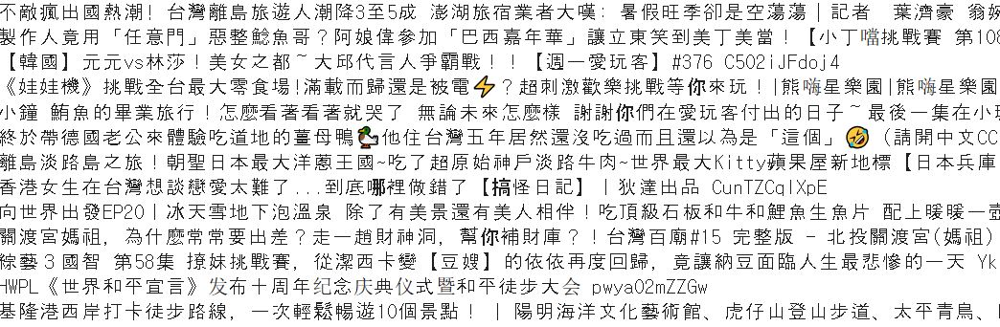 不敵瘋出國熱潮! 台灣離島旅遊人潮降3至5成 澎湖旅宿業者大嘆: 暑假旺季卻是空蕩蕩｜記者 葉濟豪 翁婉
製作人竟用「任意門」惡整鯰魚哥？阿娘偉參加「巴西嘉年華」讓立東笑到美丁美當！【小丁噹挑戰賽 第108
【韓國】元元vs林莎！美女之都~大邱代言人爭霸戰！！【週一愛玩客】#376 C502iJFdoj4
《娃娃機》挑戰全台最大零食場!滿載而歸還是被電⚡？超刺激歡樂挑戰等你來玩！|熊嗨星樂園|熊嗨星樂園
小鐘 鮪魚的畢業旅行！怎麼看著看著就哭了 無論未來怎麼樣 謝謝你們在愛玩客付出的日子~最後一集在小琉
終於帶德國老公來體驗吃道地的薑母鴨🦆他住台灣五年居然還沒吃過而且還以為是「這個」🤣 (請開中文CC
離島淡路島之旅！朝聖日本最大洋蔥王國~吃了超原始神戶淡路牛肉~世界最大Kitty蘋果屋新地標【日本兵庫
香港女生在台灣想談戀愛太難了...到底哪裡做錯了【搞怪日記】｜狄達出品 CunTZCqlXpE
向世界出發EP20｜冰天雪地下泡溫泉 除了有美景還有美人相伴！吃頂級石板和牛和鯉魚生魚片 配上暖暖一壺
關渡宮媽祖，為什麼常常要出差？走一趟財神洞，幫你補財庫？！台灣百廟#15 完整版 - 北投關渡宮(媽祖)
綜藝３國智 第58集 撩妹挑戰賽，從潔西卡變【豆嫂】的依依再度回歸，竟讓納豆面臨人生最悲慘的一天 Yk
HWPL《世界和平宣言》发布十周年纪念庆典仪式暨和平徒步大会 pwya02mZZGw
基隆港西岸打卡徒步路線，一次輕鬆暢遊10個景點！｜陽明海洋文化藝術館、虎仔山登山步道、太平青鳥、